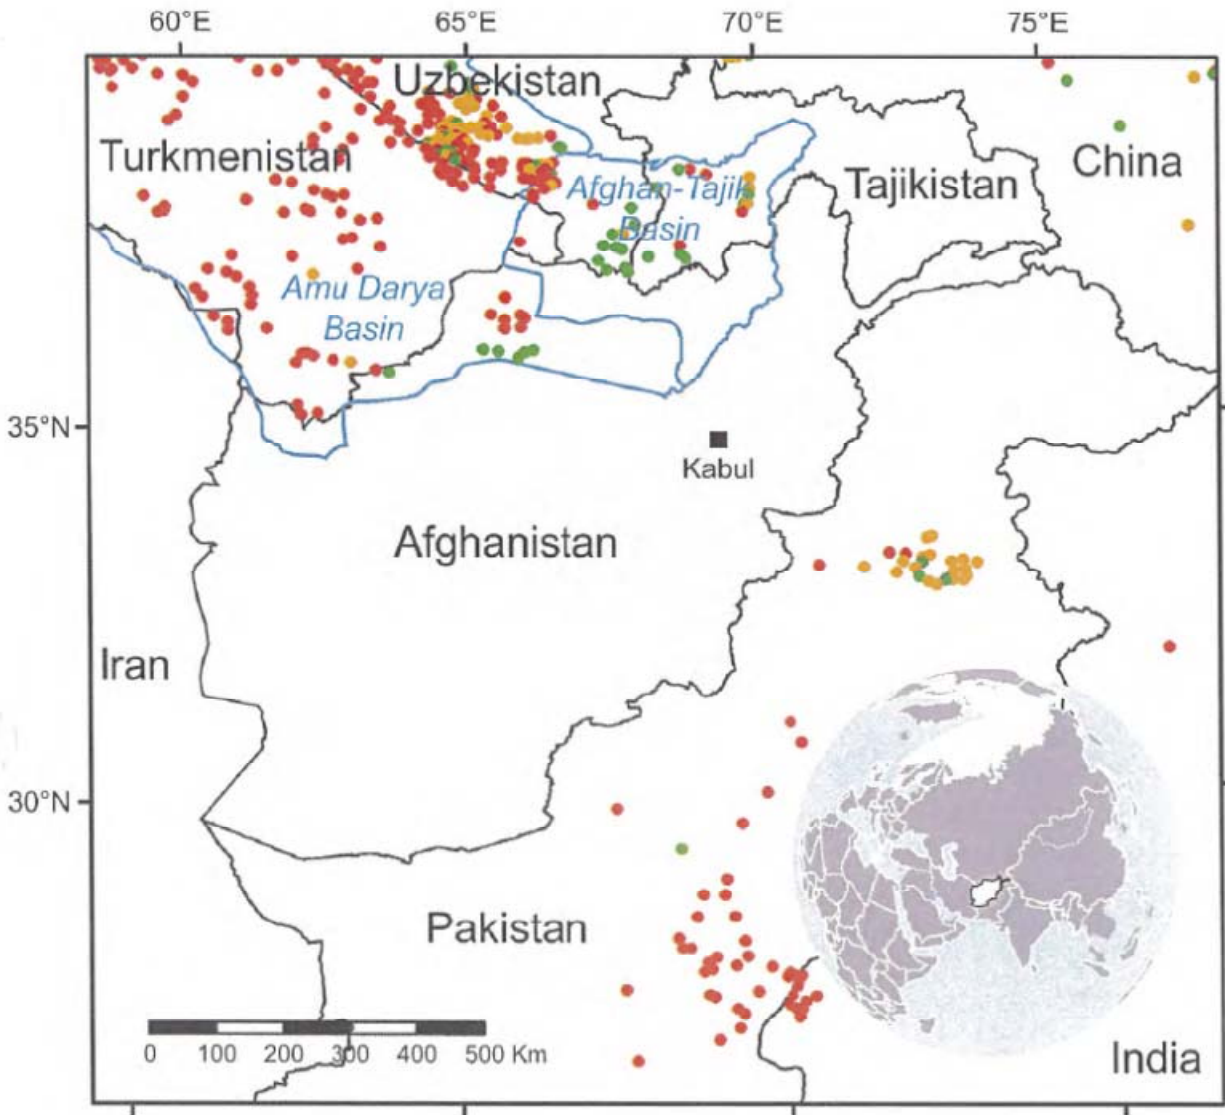 60°E 65°E 70°E 75°E
Uzbekistan
Turkmenistan
China
Afghan-Tajik
Basin
Tajikistan
Amu Darya
Basin
35°N
Kabul
Afghanistan
Iran
30°N
Pakistan
0 100 200 300 400 500 Km
India